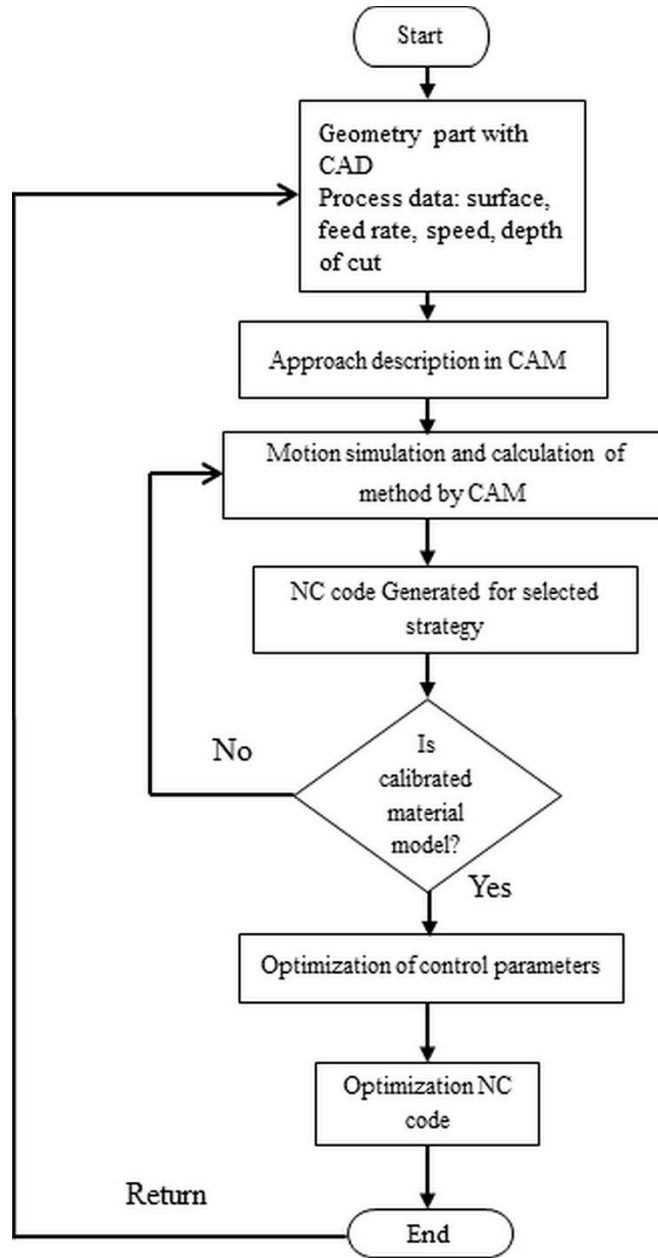 Start
Geometry part with
CAD
Process data: surface,
feed rate, speed, depth
of cut
Approach description in CAM
Motion simulation and calculation of
method by CAM
NC code Generated for selected
strategy
No
Is
calibrated
material
model?
Yes
Optimization of control parameters
Optimization NC
code
Return
End